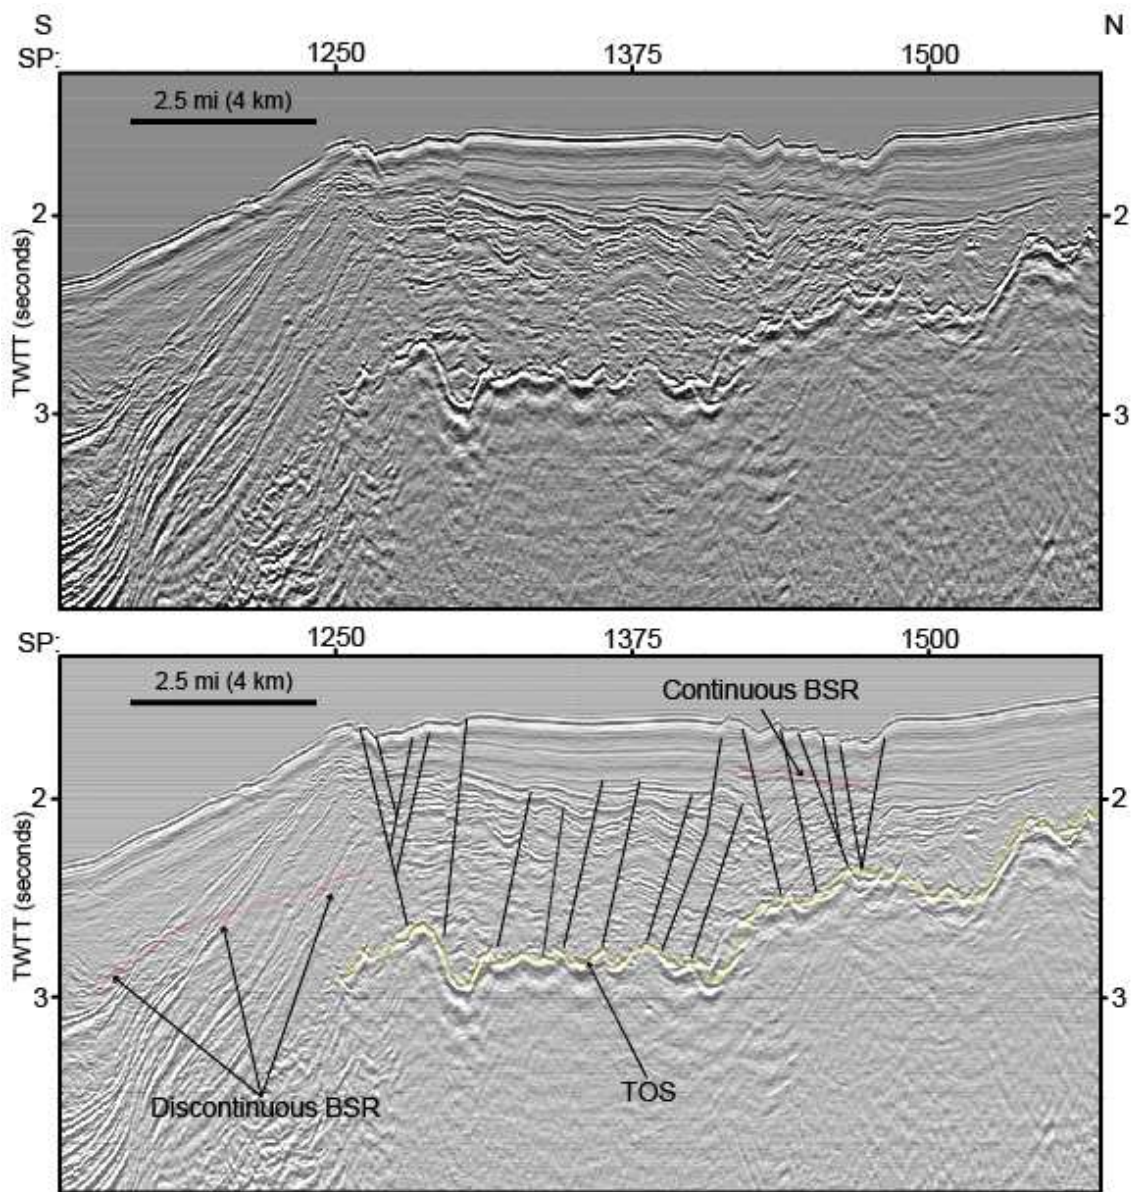 S N
SP: 1250 1375 1500
2.5 mi (4 km)
2 2
TWTT (seconds)
3 3
SP: 1250 1375 1500
2.5 mi (4 km)
Continuous BSR
2 2
TWTT (seconds)
3 3
TOS
Discontinuous BSR